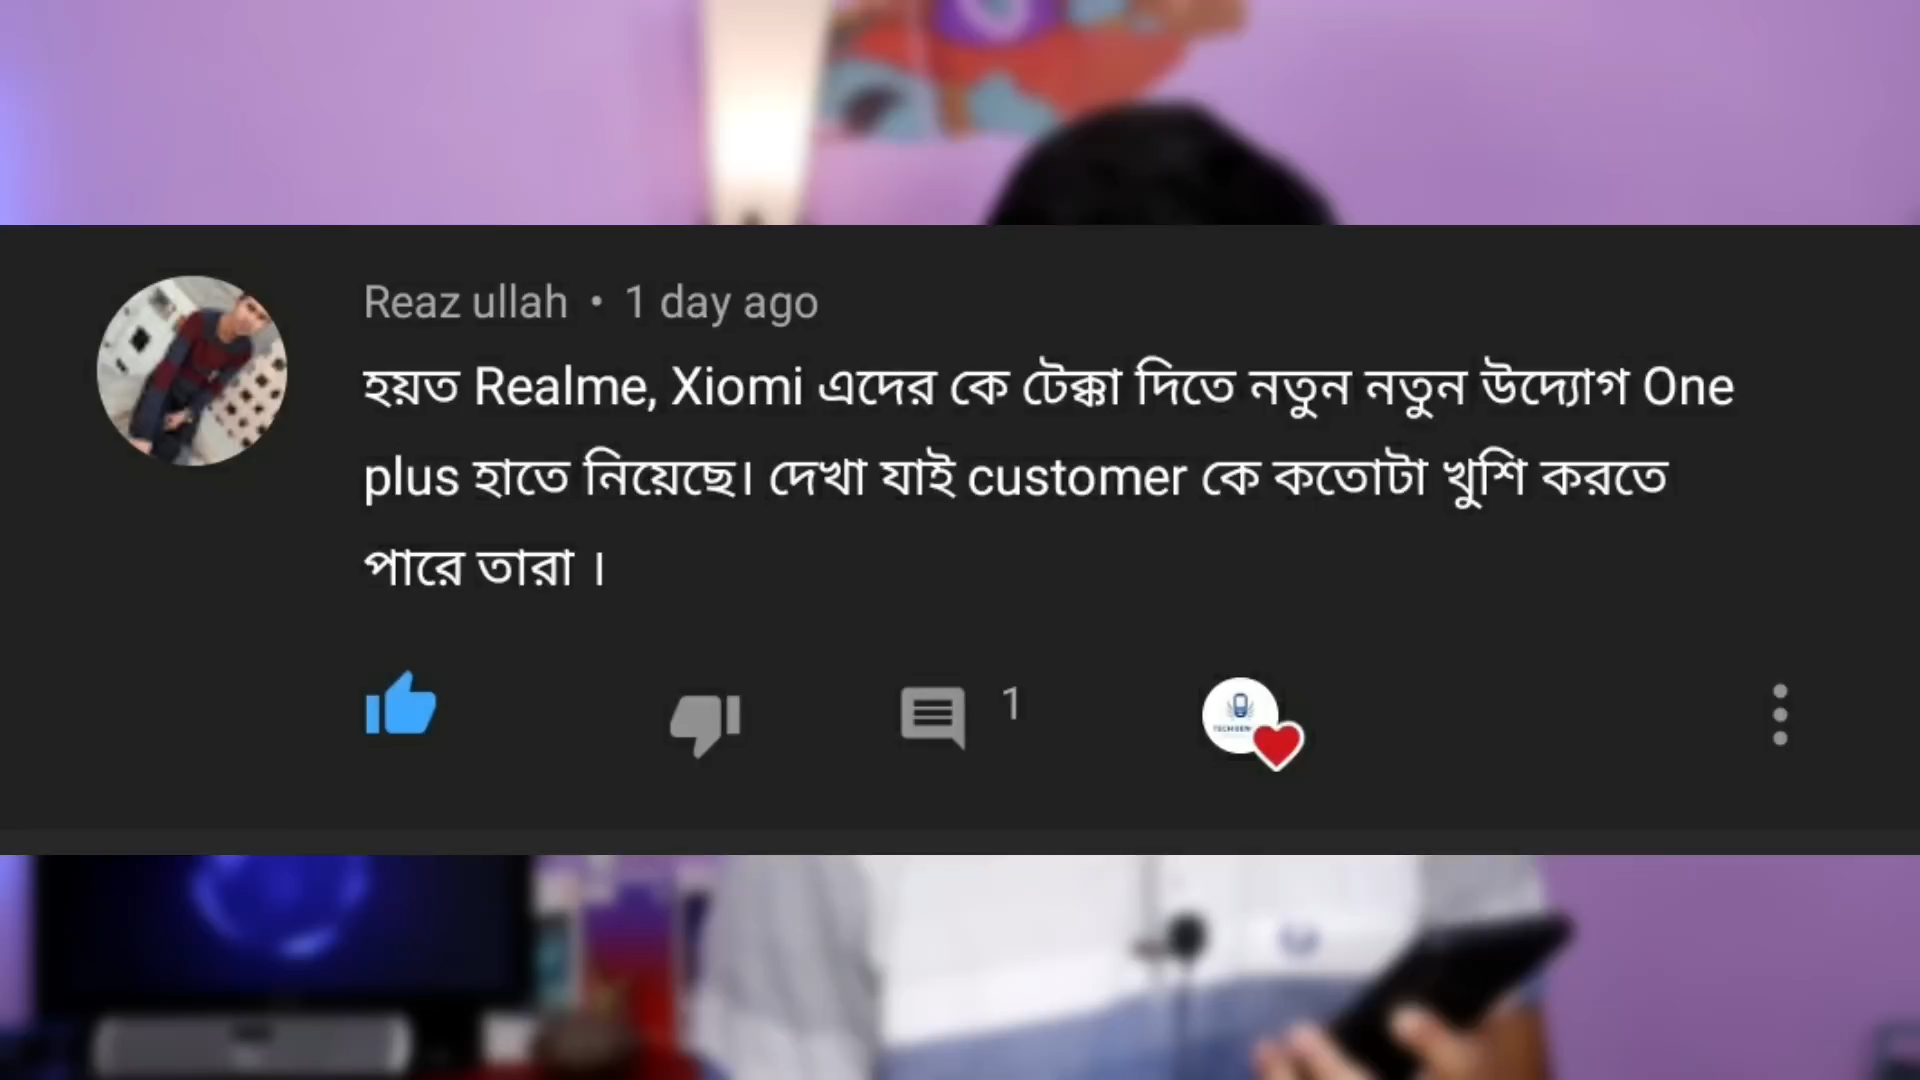 Reaz ullah • 1 day ago
হয়ত Realme, Xiomi এদের কে টেক্কা দিতে নতুন নতুন উদ্যোগ One
plus হাতে নিয়েছে। দেখা যাই customer কে কতোটা খুশি করতে
পারে তারা ।
1